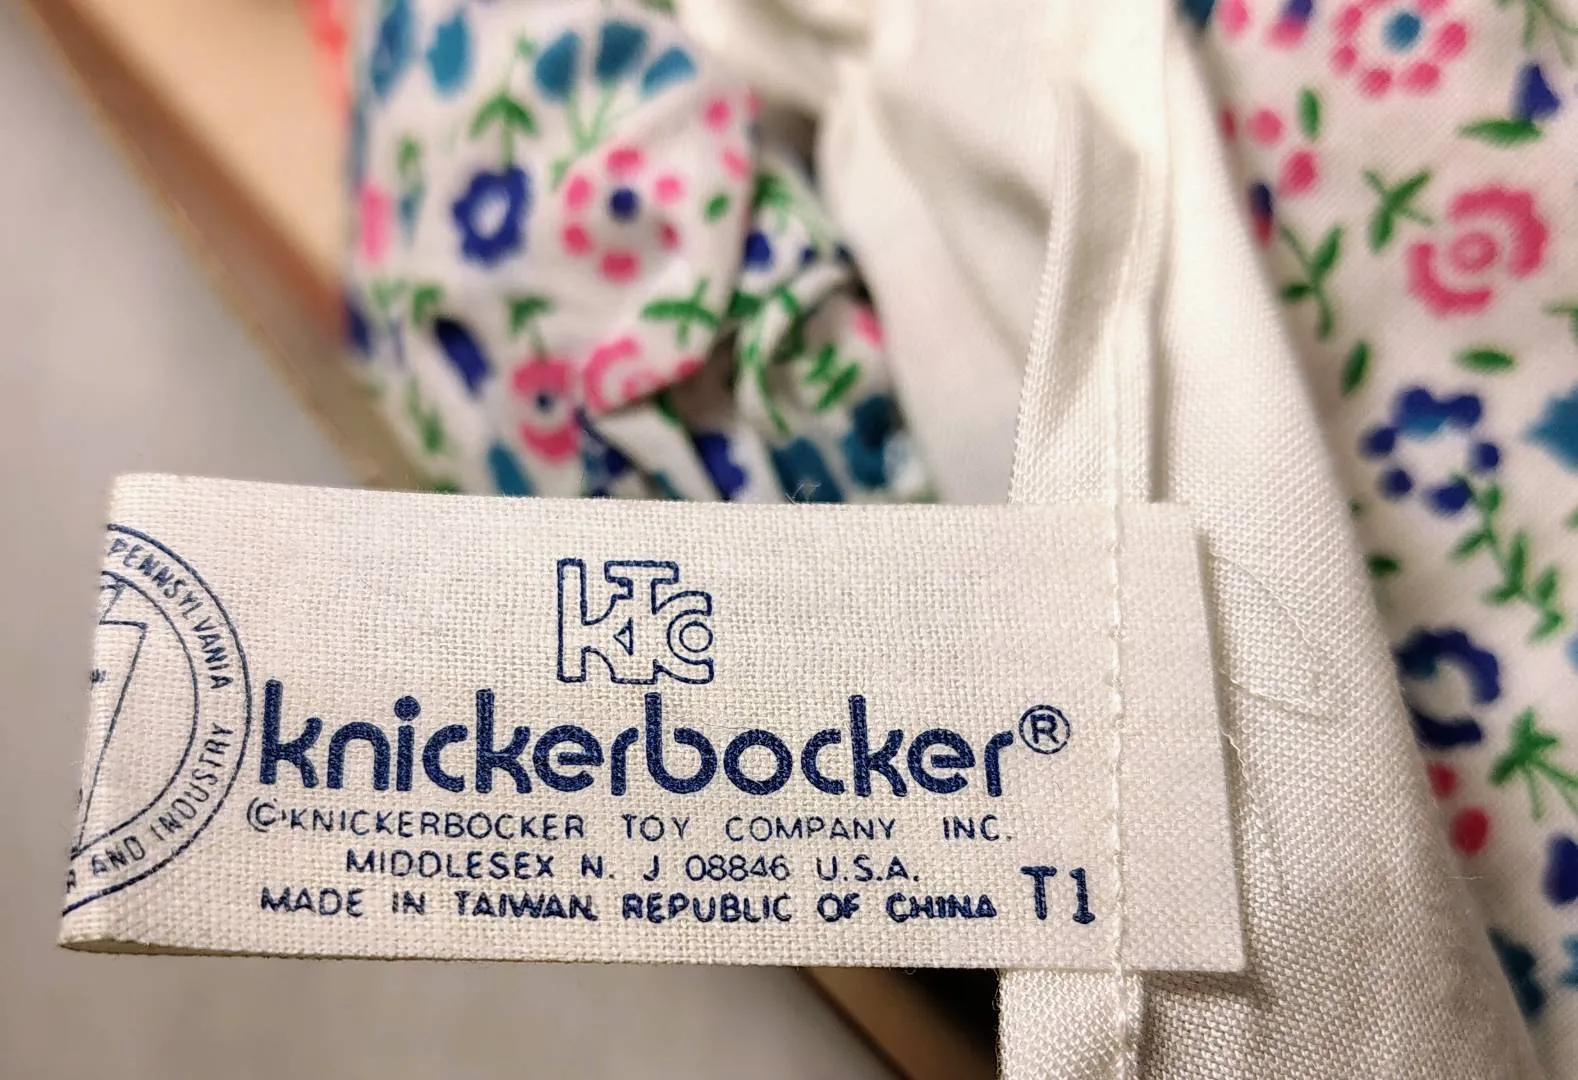 KTC
knickerbocker®
©KNICKERBOCKER TOY COMPANY INC.
MIDDLESEX N. J 08846 U.S.A.
MADE IN TAIWAN REPUBLIC OF CHINA T1
PENNSYLVANIA
AND INDUSTRY